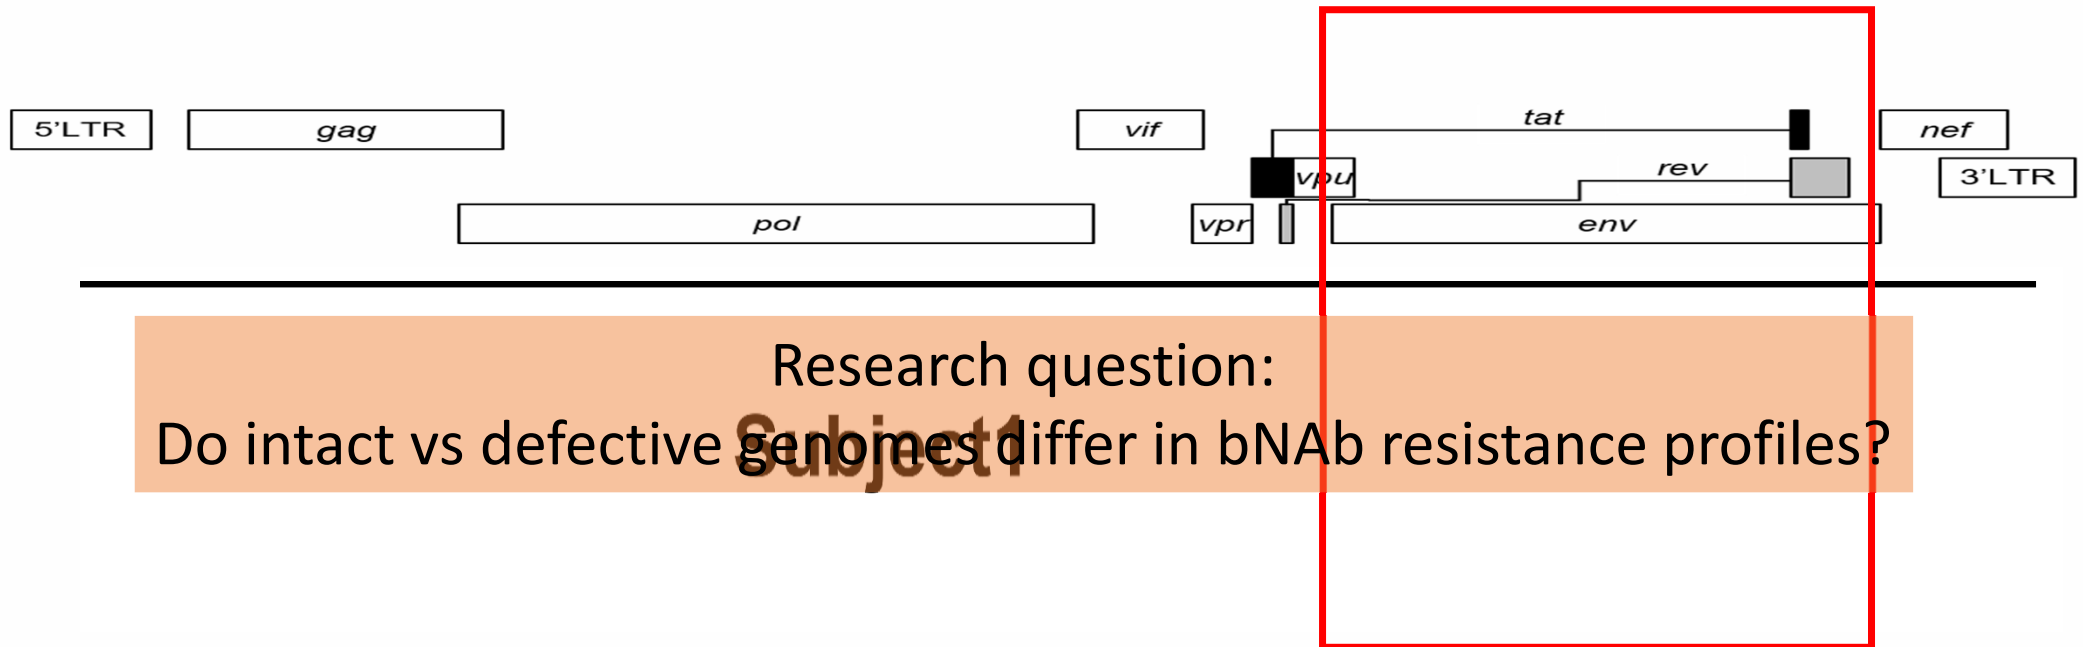 5'LTR
gag
vif
tat
nef
vpu
rev
3'LTR
pol
vpr
env
Research question:
Do intact vs defective genomes differ in bNAb resistance profiles?
Subject1